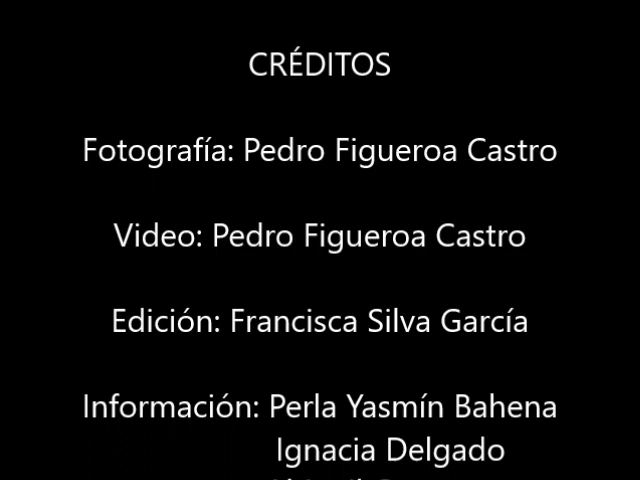 CRÉDITOS
Fotografía: Pedro Figueroa Castro
Video: Pedro Figueroa Castro
Edición: Francisca Silva García
Información: Perla Yasmín Bahena
Ignacia Delgado